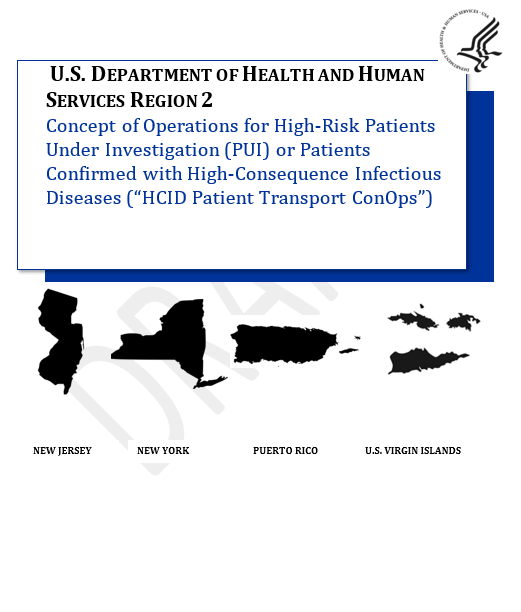 DEPARTMENT OF HEALTH & HUMAN SERVICES · USA
U.S. DEPARTMENT OF HEALTH AND HUMAN
SERVICES REGION 2
Concept of Operations for High-Risk Patients
Under Investigation (PUI) or Patients
Confirmed with High-Consequence Infectious
Diseases (“HCID Patient Transport ConOps”)
DRAF
NEW JERSEY
NEW YORK
PUERTO RICO
U.S. VIRGIN ISLANDS